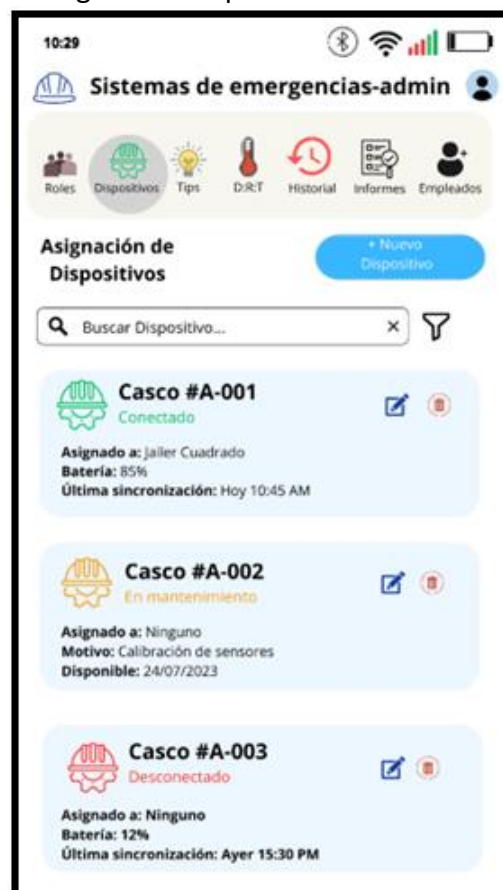 10:29
Sistemas de emergencias-admin
Roles Dispositivos Tips D:R:T Historial Informes Empleados
Asignación de
Dispositivos
+ Nuevo
Dispositivo
Buscar Dispositivo...
Casco #A-001
Conectado
Asignado a: Jailer Cuadrado
Batería: 85%
Última sincronización: Hoy 10:45 AM
Casco #A-002
En mantenimiento
Asignado a: Ninguno
Motivo: Calibración de sensores
Disponible: 24/07/2023
Casco #A-003
Desconectado
Asignado a: Ninguno
Batería: 12%
Última sincronización: Ayer 15:30 PM